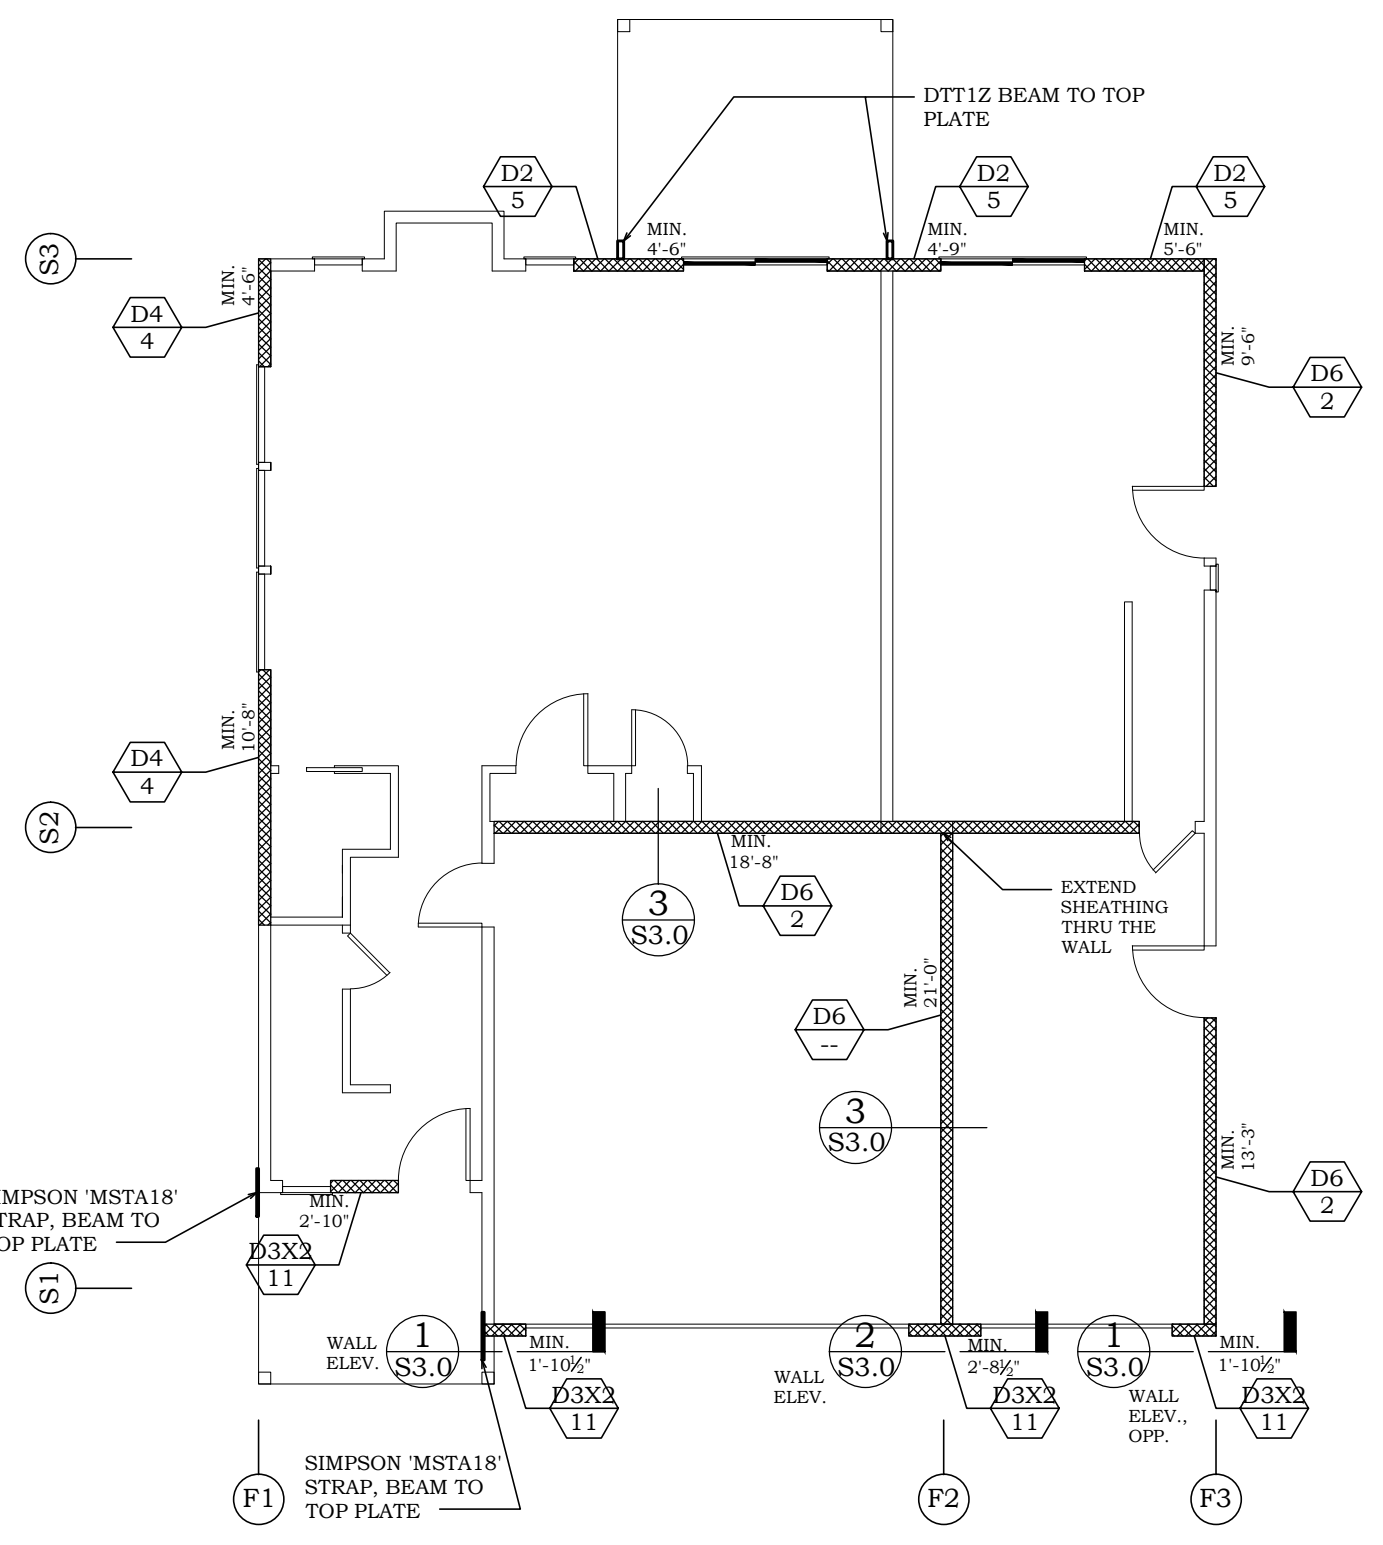 DTT1Z BEAM TO TOP
PLATE
D2
5
D2
5
D2
5
MIN.
4'-6"
MIN.
4'-9"
MIN.
5'-6"
S3
MIN.
4'-6"
D4
4
MIN.
9'-6"
D6
2
MIN.
10'-8"
D4
4
S2
MIN.
18'-8"
D6
2
3
S3.0
EXTEND
SHEATHING
THRU THE
WALL
MIN.
21'-0"
D6
--
3
S3.0
MIN.
13'-3"
D6
2
IMPSON 'MSTA18'
TRAP, BEAM TO
OP PLATE
MIN.
2'-10"
D3X2
11
S1
WALL
ELEV.
1
S3.0
MIN.
1'-10½"
D3X2
11
2
S3.0
WALL
ELEV.
MIN.
2'-8½"
D3X2
11
1
S3.0
WALL
ELEV.,
OPP.
MIN.
1'-10½"
D3X2
11
SIMPSON 'MSTA18'
STRAP, BEAM TO
TOP PLATE
F1
F2
F3